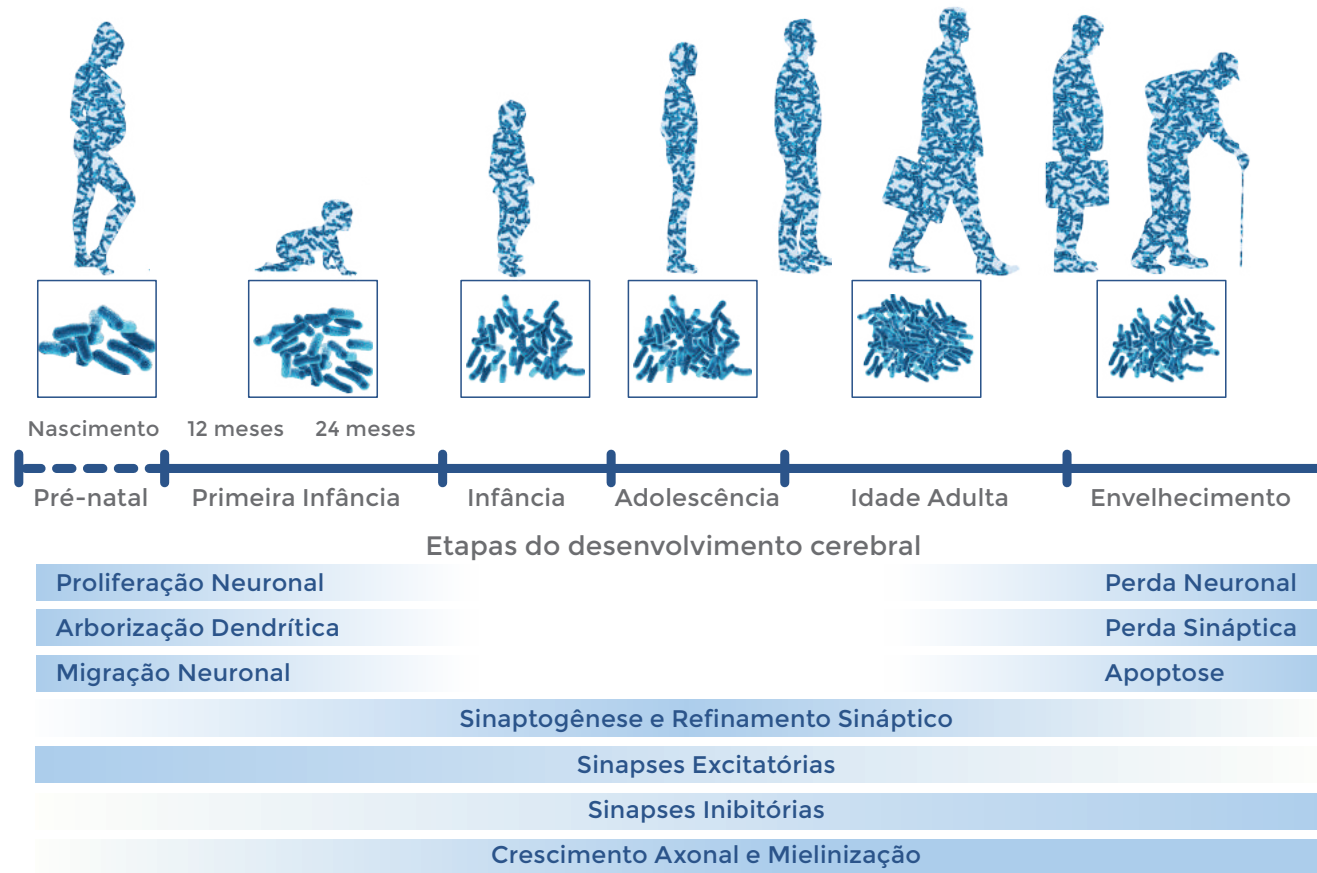 Nascimento 12 meses 24 meses
Pré-natal Primeira Infância Infância Adolescência Idade Adulta Envelhecimento
Etapas do desenvolvimento cerebral
Proliferação Neuronal Perda Neuronal
Arborização Dendrítica Perda Sináptica
Migração Neuronal Apoptose
Sinaptogênese e Refinamento Sináptico
Sinapses Excitatórias
Sinapses Inibitórias
Crescimento Axonal e Mielinização